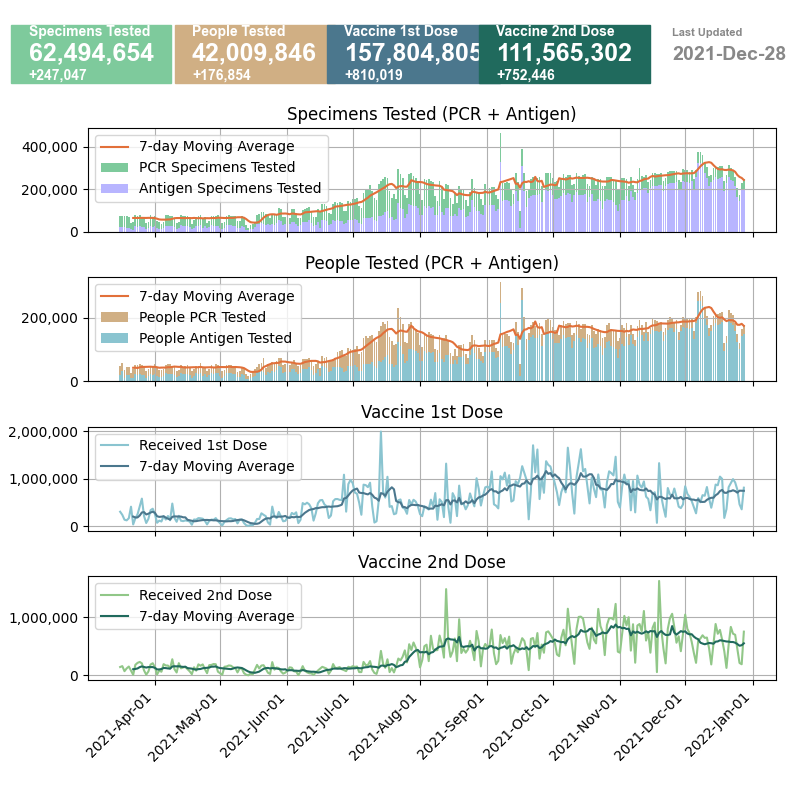 Specimens Tested
62,494,654
+247,047
People Tested
42,009,846
+176,854
Vaccine 1st Dose
157,804,805
+810,019
Vaccine 2nd Dose
111,565,302
+752,446
Last Updated
2021-Dec-28
Specimens Tested (PCR + Antigen)
400,000
200,000
0
7-day Moving Average
PCR Specimens Tested
Antigen Specimens Tested
People Tested (PCR + Antigen)
200,000
0
7-day Moving Average
People PCR Tested
People Antigen Tested
Vaccine 1st Dose
2,000,000
1,000,000
0
Received 1st Dose
7-day Moving Average
Vaccine 2nd Dose
1,000,000
0
Received 2nd Dose
7-day Moving Average
2021-Apr-01
2021-May-01
2021-Jun-01
2021-Jul-01
2021-Aug-01
2021-Sep-01
2021-Oct-01
2021-Nov-01
2021-Dec-01
2022-Jan-01